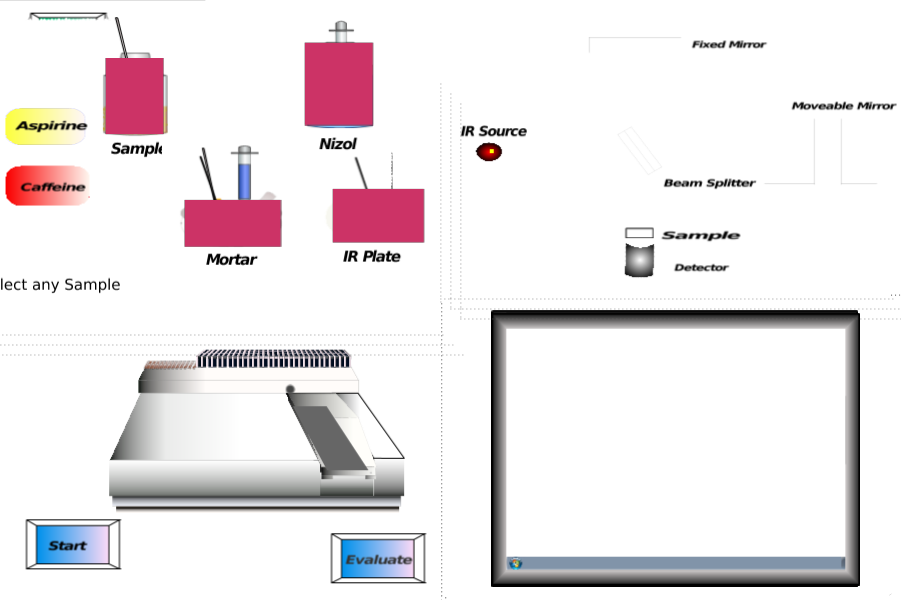 Aspirine
Sample
Nizol
Caffeine
Mortar
IR Plate
lect any Sample
Fixed Mirror
Moveable Mirror
IR Source
Beam Splitter
Sample
Detector
Start
Evaluate